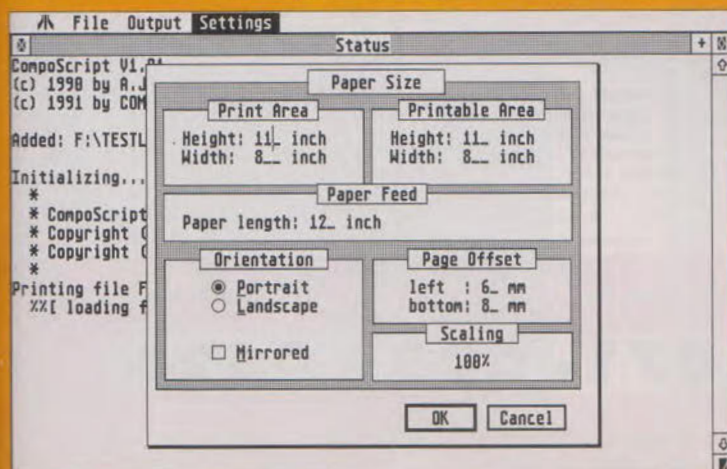 File Output Settings
Status
CompoScript V1.01
(c) 1990 by A.J
(c) 1991 by COM
Added: F:\TESTL
Initializing...
*
* CompoScript
* Copyright (
* Copyright (
*
Printing file F
%%[ loading f
Paper Size
Print Area
Height: 11_ inch
Width: 8__ inch
Printable Area
Height: 11_ inch
Width: 8__ inch
Paper Feed
Paper length: 12_ inch
Orientation
Portrait
Landscape
Mirrored
Page Offset
left : 6_ mm
bottom: 8_ mm
Scaling
100%
OK Cancel